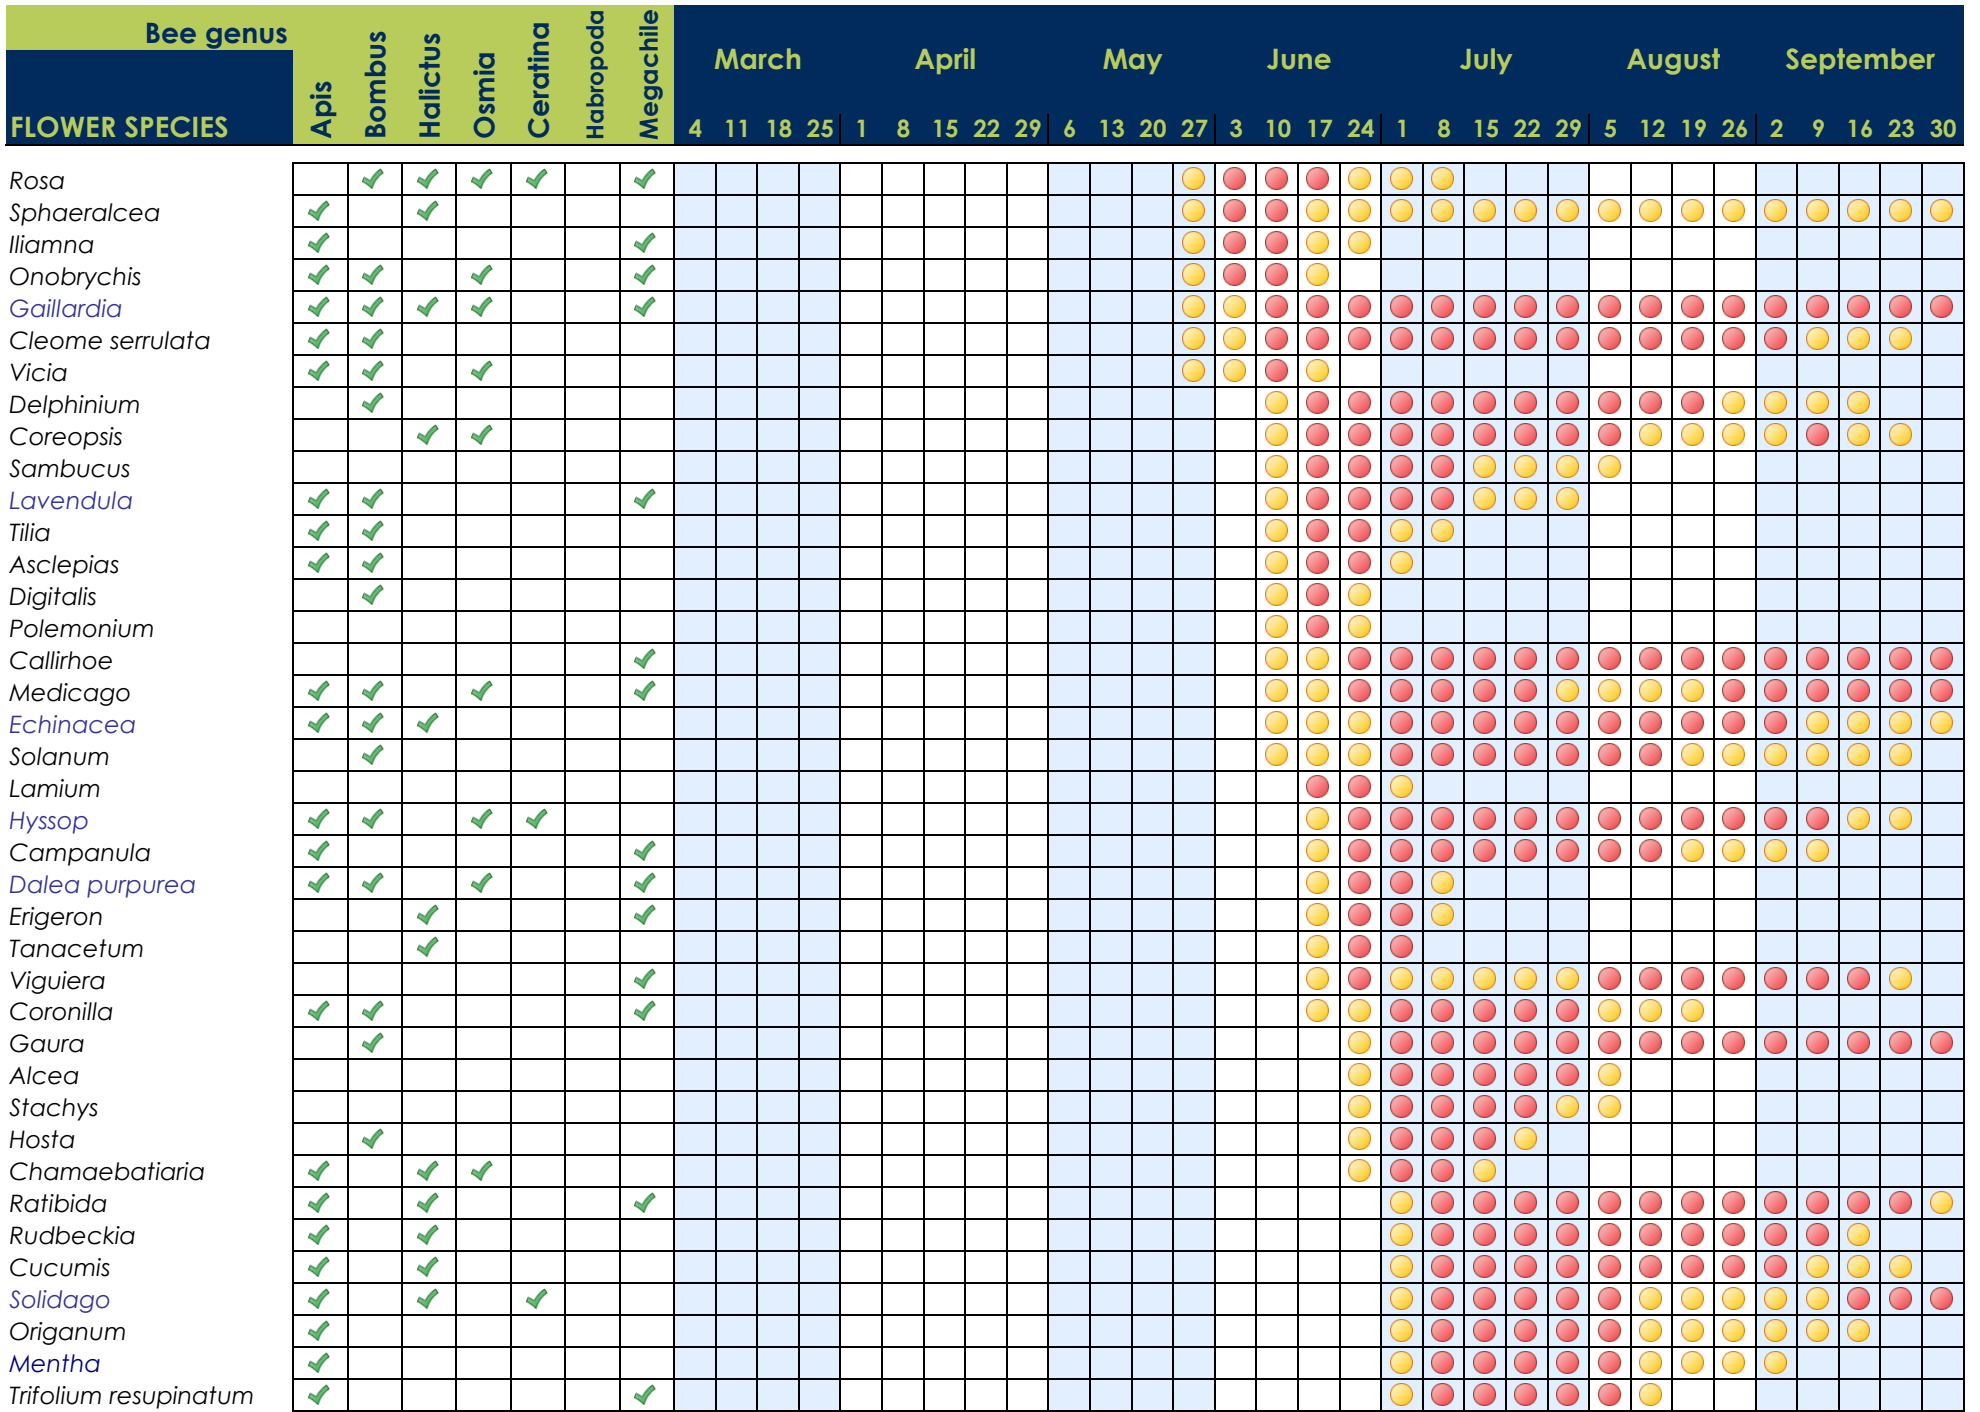 Bee genus
FLOWER SPECIES
Apis
Bombus
Halictus
Osmia
Ceratina
Habropoda
Megachile
March April May June July August September
4 11 18 25 1 8 15 22 29 6 13 20 27 3 10 17 24 1 8 15 22 29 5 12 19 26 2 9 16 23 30
Rosa
Sphaeralcea
Iliamna
Onobrychis
Gaillardia
Cleome serrulata
Vicia
Delphinium
Coreopsis
Sambucus
Lavendula
Tilia
Asclepias
Digitalis
Polemonium
Callirhoe
Medicago
Echinacea
Solanum
Lamium
Hyssop
Campanula
Dalea purpurea
Erigeron
Tanacetum
Viguiera
Coronilla
Gaura
Alcea
Stachys
Hosta
Chamaebatiaria
Ratibida
Rudbeckia
Cucumis
Solidago
Origanum
Mentha
Trifolium resupinatum